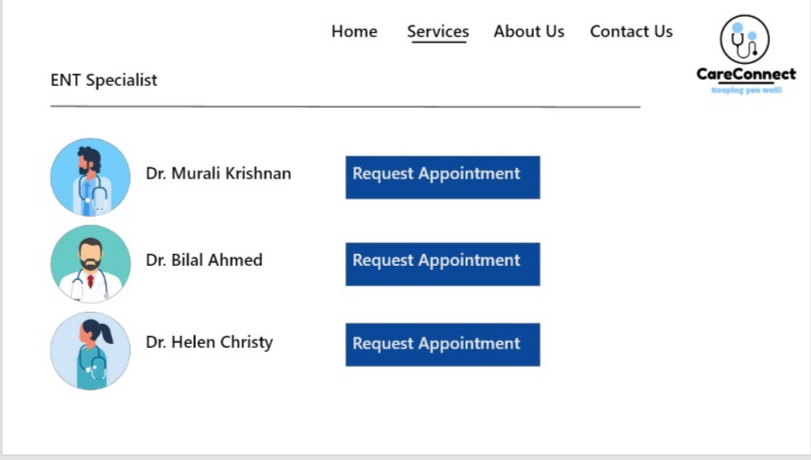 Home Services About Us Contact Us
CareConnect
Keeping you well!
ENT Specialist
Dr. Murali Krishnan Request Appointment
Dr. Bilal Ahmed Request Appointment
Dr. Helen Christy Request Appointment